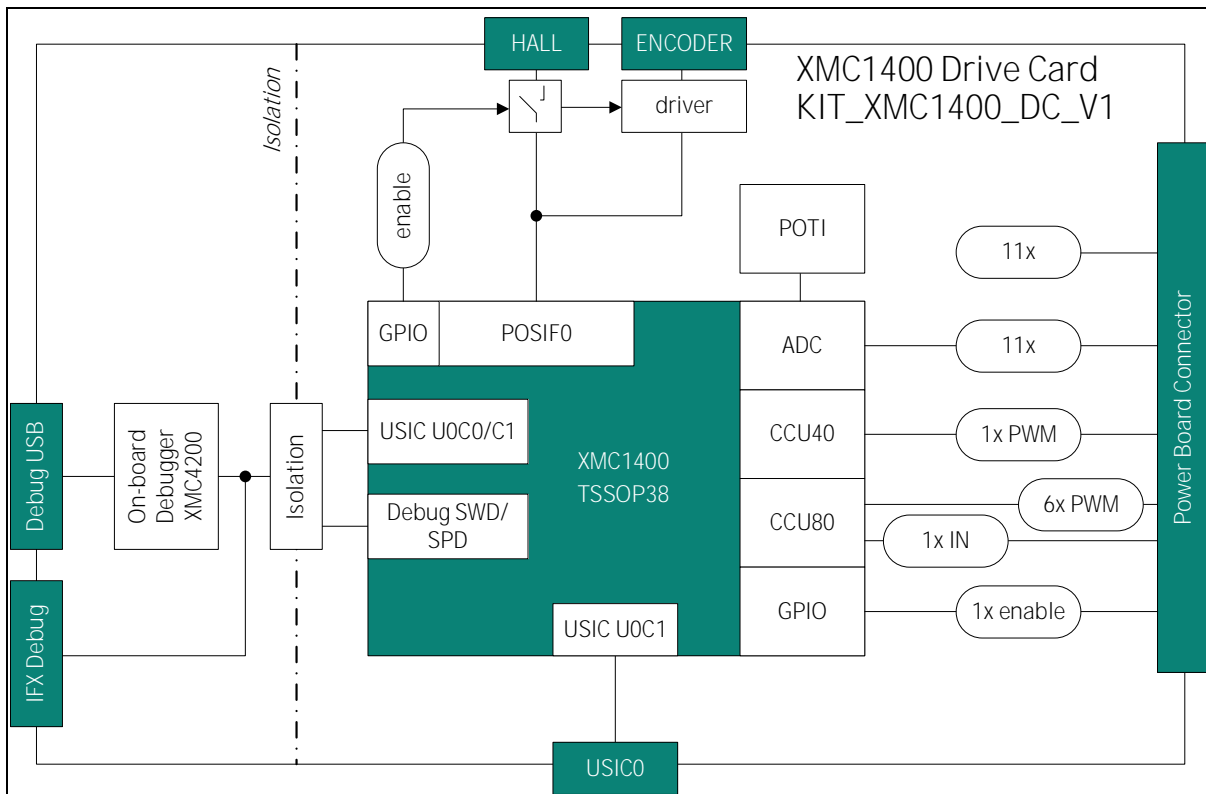 HALL
ENCODER
XMC1400 Drive Card
KIT_XMC1400_DC_V1
Isolation
driver
enable
POTI
11x
GPIO
POSIF0
ADC
11x
Power Board Connector
Debug USB
On-board
Debugger
XMC4200
Isolation
USIC U0C0/C1
XMC1400
TSSOP38
CCU40
1x PWM
Debug SWD/
SPD
CCU80
6x PWM
1x IN
IFX Debug
USIC U0C1
GPIO
1x enable
USIC0